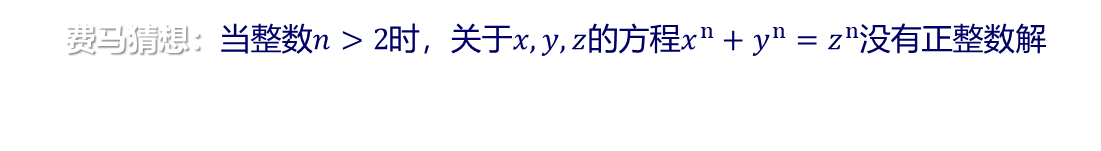 费马猜想：当整数n > 2时，关于x, y, z的方程xⁿ + yⁿ = zⁿ没有正整数解